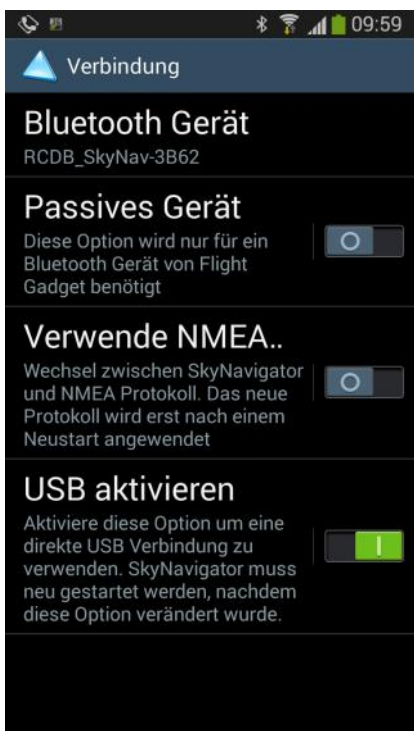 09:59
Verbindung
Bluetooth Gerät
RCDB_SkyNav-3B62
Passives Gerät
Diese Option wird nur für ein
Bluetooth Gerät von Flight
Gadget benötigt
Verwende NMEA..
Wechsel zwischen SkyNavigator
und NMEA Protokoll. Das neue
Protokoll wird erst nach einem
Neustart angewendet
USB aktivieren
Aktiviere diese Option um eine
direkte USB Verbindung zu
verwenden. SkyNavigator muss
neu gestartet werden, nachdem
diese Option verändert wurde.